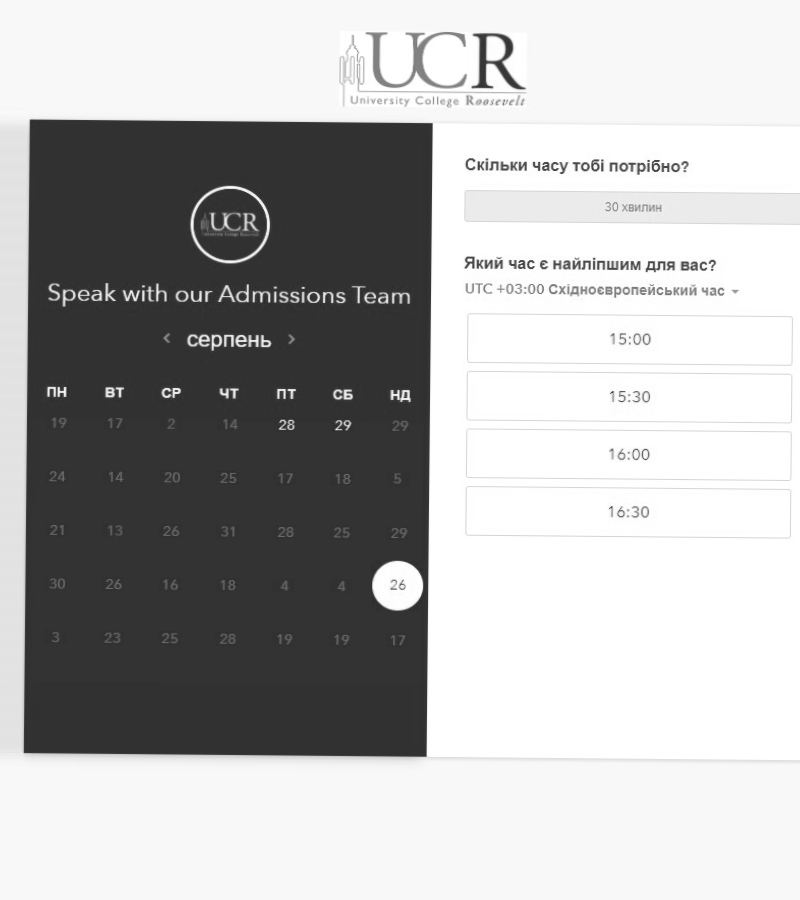 UCR
University College Roosevelt
UCR
Speak with our Admissions Team
серпень
ПН ВТ СР ЧТ ПТ СБ НД
19 17 2 14 28 29 29
24 14 20 25 17 18 5
21 13 26 31 28 25 29
30 26 16 18 4 4 26
3 23 25 28 19 19 17
Скільки часу тобі потрібно?
30 хвилин
Який час є найліпшим для вас?
UTC +03:00 Східноєвропейський час
15:00
15:30
16:00
16:30